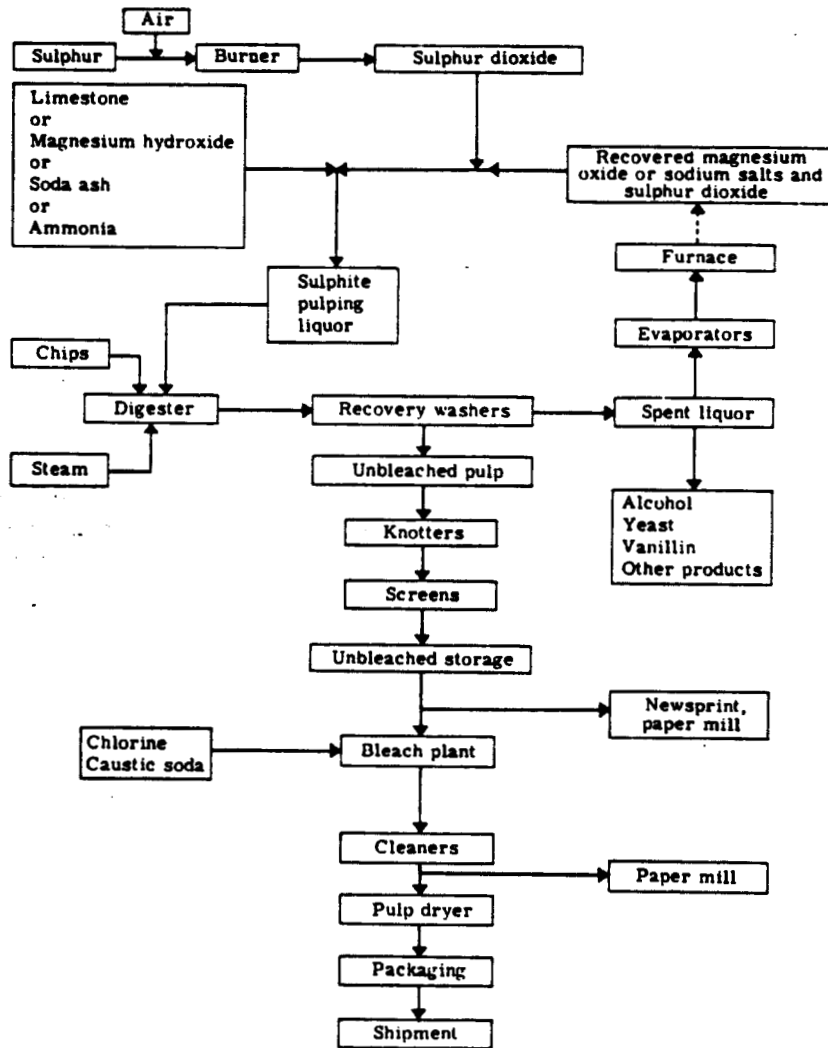 Air
Sulphur
Burner
Sulphur dioxide
Limestone
or
Magnesium hydroxide
or
Soda ash
or
Ammonia
Recovered magnesium
oxide or sodium salts and
sulphur dioxide
Furnace
Sulphite
pulping
liquor
Evaporators
Chips
Digester
Recovery washers
Spent liquor
Steam
Unbleached pulp
Alcohol
Yeast
Vanillin
Other products
Knotters
Screens
Unbleached storage
Newsprint,
paper mill
Chlorine
Caustic soda
Bleach plant
Cleaners
Paper mill
Pulp dryer
Packaging
Shipment